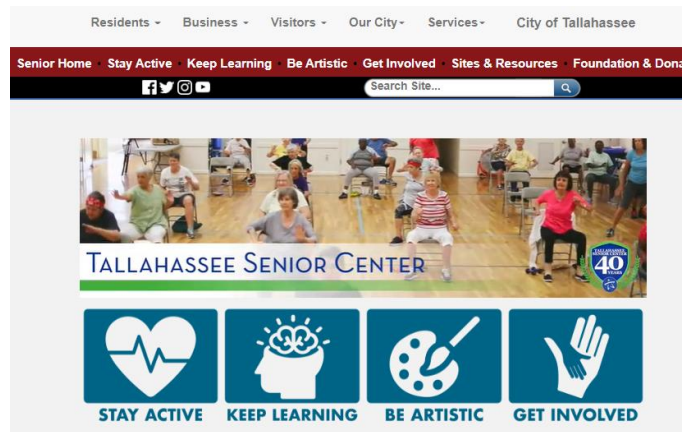 Residents Business Visitors Our City Services City of Tallahassee
Senior Home Stay Active Keep Learning Be Artistic Get Involved Sites & Resources Foundation & Dona
Search Site...
TALLAHASSEE SENIOR CENTER
TALLAHASSEE
SENIOR CENTER
40
YEARS
STAY ACTIVE KEEP LEARNING BE ARTISTIC GET INVOLVED